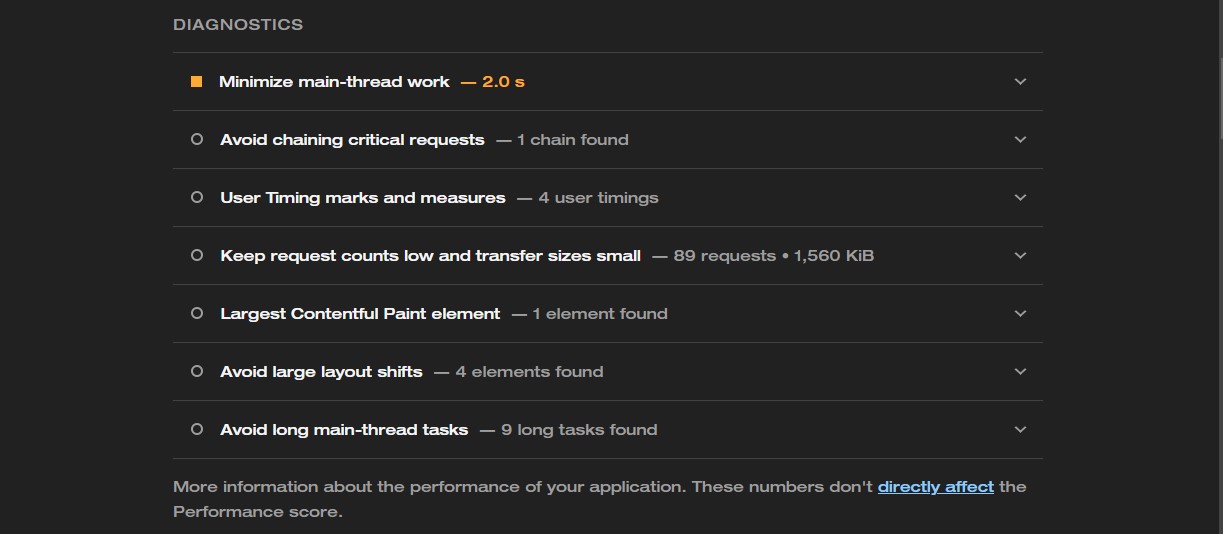 DIAGNOSTICS
Minimize main-thread work — 2.0 s
Avoid chaining critical requests — 1 chain found
User Timing marks and measures — 4 user timings
Keep request counts low and transfer sizes small — 89 requests • 1,560 KiB
Largest Contentful Paint element — 1 element found
Avoid large layout shifts — 4 elements found
Avoid long main-thread tasks — 9 long tasks found
More information about the performance of your application. These numbers don't directly affect the
Performance score.